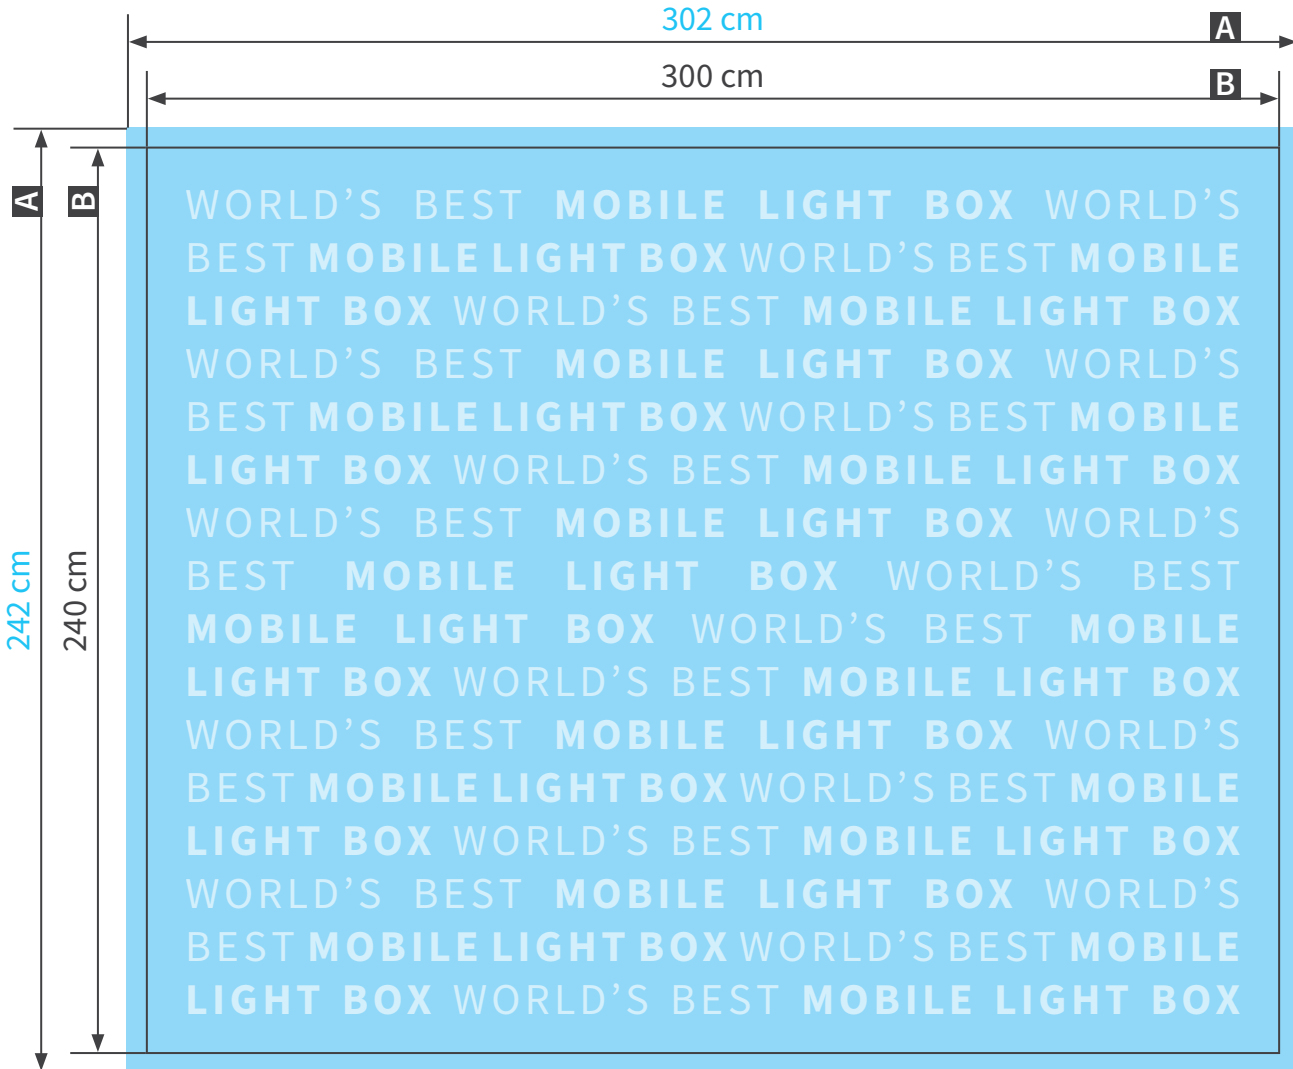 302 cm
A
300 cm
B
A
B
WORLD’S BEST MOBILE LIGHT BOX WORLD’S
BEST MOBILE LIGHT BOX WORLD’S BEST MOBILE
LIGHT BOX WORLD’S BEST MOBILE LIGHT BOX
WORLD’S BEST MOBILE LIGHT BOX WORLD’S
BEST MOBILE LIGHT BOX WORLD’S BEST MOBILE
LIGHT BOX WORLD’S BEST MOBILE LIGHT BOX
WORLD’S BEST MOBILE LIGHT BOX WORLD’S
BEST MOBILE LIGHT BOX WORLD’S BEST
MOBILE LIGHT BOX WORLD’S BEST MOBILE
LIGHT BOX WORLD’S BEST MOBILE LIGHT BOX
WORLD’S BEST MOBILE LIGHT BOX WORLD’S
BEST MOBILE LIGHT BOX WORLD’S BEST MOBILE
LIGHT BOX WORLD’S BEST MOBILE LIGHT BOX
WORLD’S BEST MOBILE LIGHT BOX WORLD’S
BEST MOBILE LIGHT BOX WORLD’S BEST MOBILE
LIGHT BOX WORLD’S BEST MOBILE LIGHT BOX
242 cm
240 cm